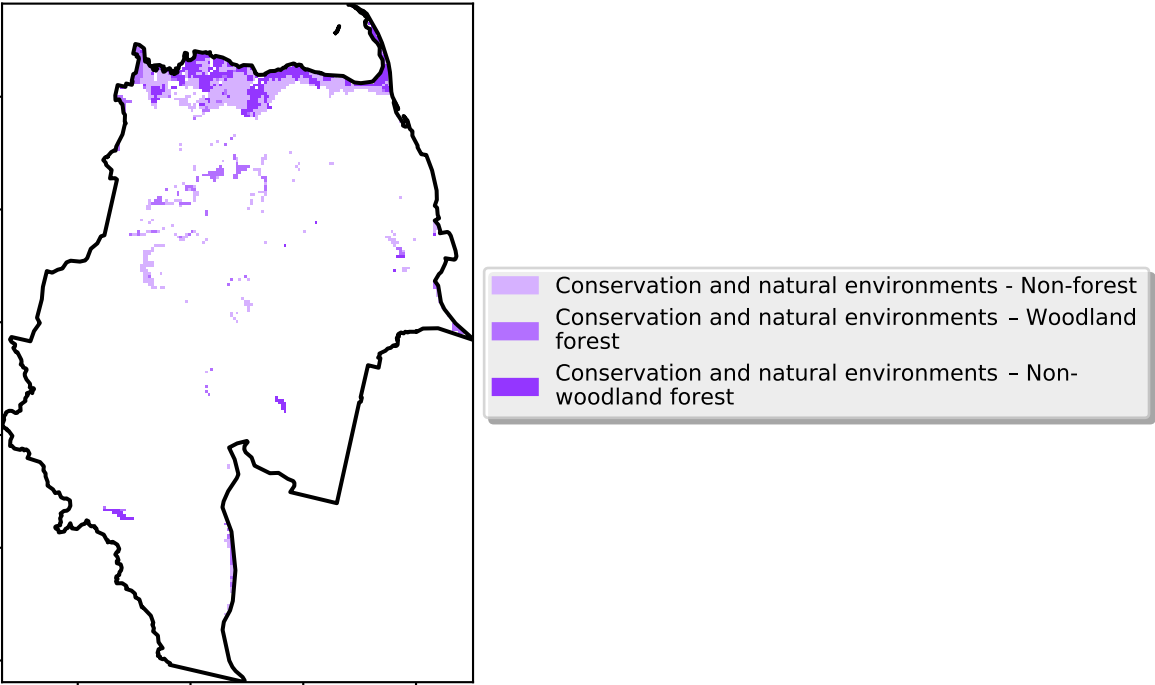 Conservation and natural environments - Non-forest
Conservation and natural environments – Woodland
forest
Conservation and natural environments – Non-
woodland forest